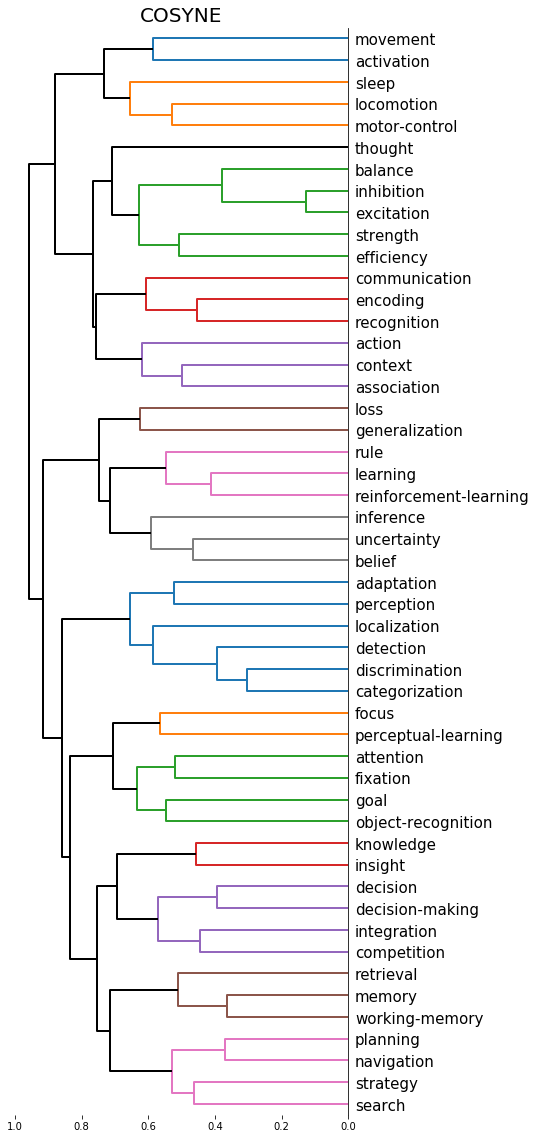 COSYNE
movement
activation
sleep
locomotion
motor-control
thought
balance
inhibition
excitation
strength
efficiency
communication
encoding
recognition
action
context
association
loss
generalization
rule
learning
reinforcement-learning
inference
uncertainty
belief
adaptation
perception
localization
detection
discrimination
categorization
focus
perceptual-learning
attention
fixation
goal
object-recognition
knowledge
insight
decision
decision-making
integration
competition
retrieval
memory
working-memory
planning
navigation
strategy
search
1.0 0.8 0.6 0.4 0.2 0.0